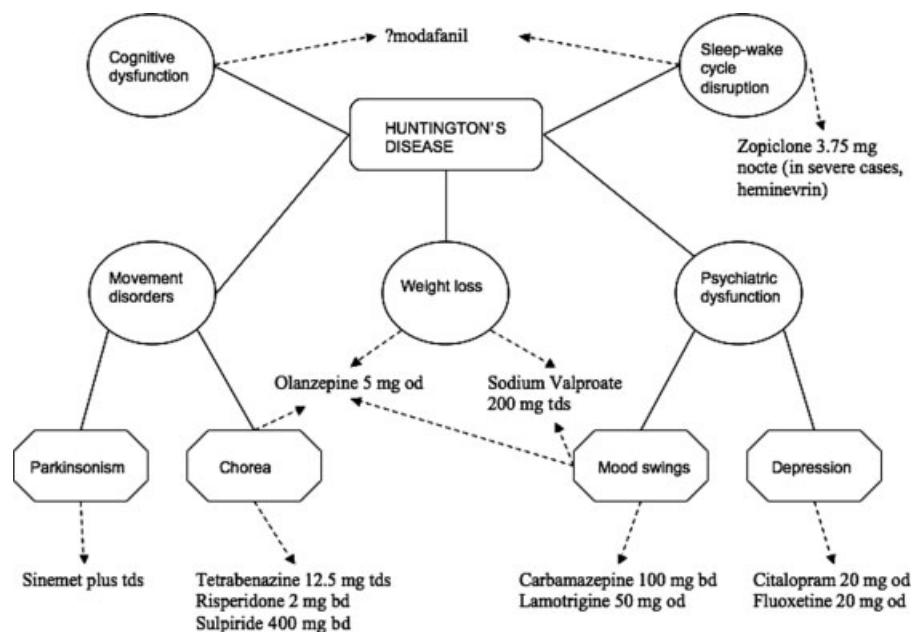 ?modafanil
Cognitive
dysfunction
Sleep-wake
cycle
disruption
HUNTINGTON'S
DISEASE
Zopiclone 3.75 mg
nocte (in severe cases,
heminevrin)
Movement
disorders
Weight loss
Psychiatric
dysfunction
Olanzepine 5 mg od
Sodium Valproate
200 mg tds
Parkinsonism
Chorea
Mood swings
Depression
Sinemet plus tds
Tetrabenazine 12.5 mg tds
Risperidone 2 mg bd
Sulpiride 400 mg bd
Carbamazepine 100 mg bd
Lamotrigine 50 mg od
Citalopram 20 mg od
Fluoxetine 20 mg od